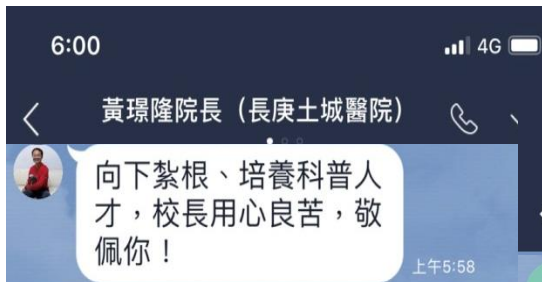 6:00
4G
黃璟隆院長（長庚土城醫院）
向下紮根、培養科普人
才，校長用心良苦，敬
佩你！
上午5:58